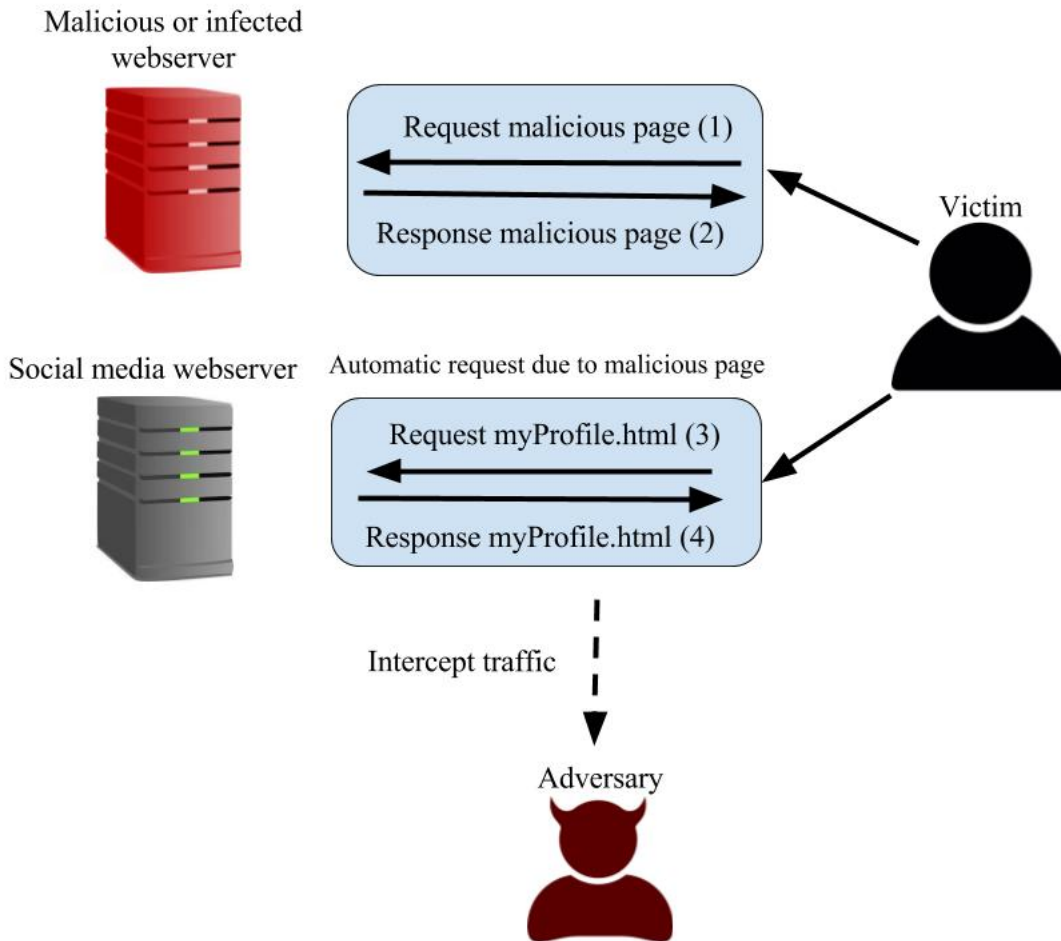 Malicious or infected
webserver
Request malicious page (1)
Response malicious page (2)
Victim
Social media webserver
Automatic request due to malicious page
Request myProfile.html (3)
Response myProfile.html (4)
Intercept traffic
Adversary